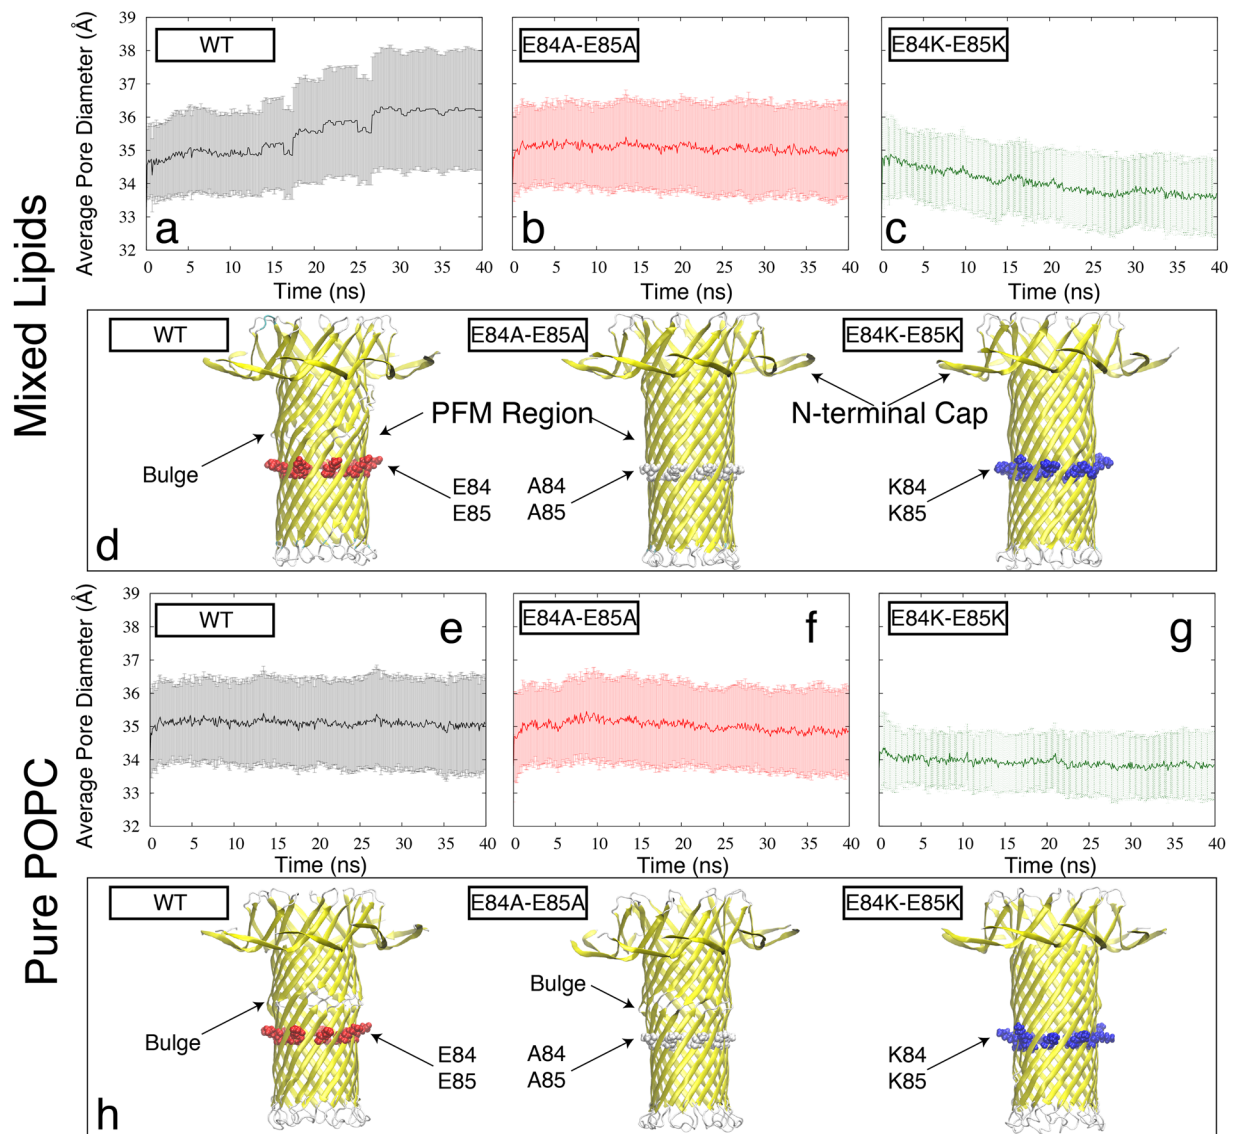 Mixed Lipids
Average Pore Diameter (Å)
39
38
37
36
35
34
33
32
WT
a
0 5 10 15 20 25 30 35 40
Time (ns)
E84A-E85A
b
0 5 10 15 20 25 30 35 40
Time (ns)
E84K-E85K
c
0 5 10 15 20 25 30 35 40
Time (ns)
WT
E84A-E85A
E84K-E85K
PFM Region
N-terminal Cap
Bulge
E84
E85
A84
A85
K84
K85
d
Pure POPC
Average Pore Diameter (Å)
39
38
37
36
35
34
33
32
WT
e
0 5 10 15 20 25 30 35 40
Time (ns)
E84A-E85A
f
0 5 10 15 20 25 30 35 40
Time (ns)
E84K-E85K
g
0 5 10 15 20 25 30 35 40
Time (ns)
WT
E84A-E85A
E84K-E85K
Bulge
Bulge
E84
E85
A84
A85
K84
K85
h